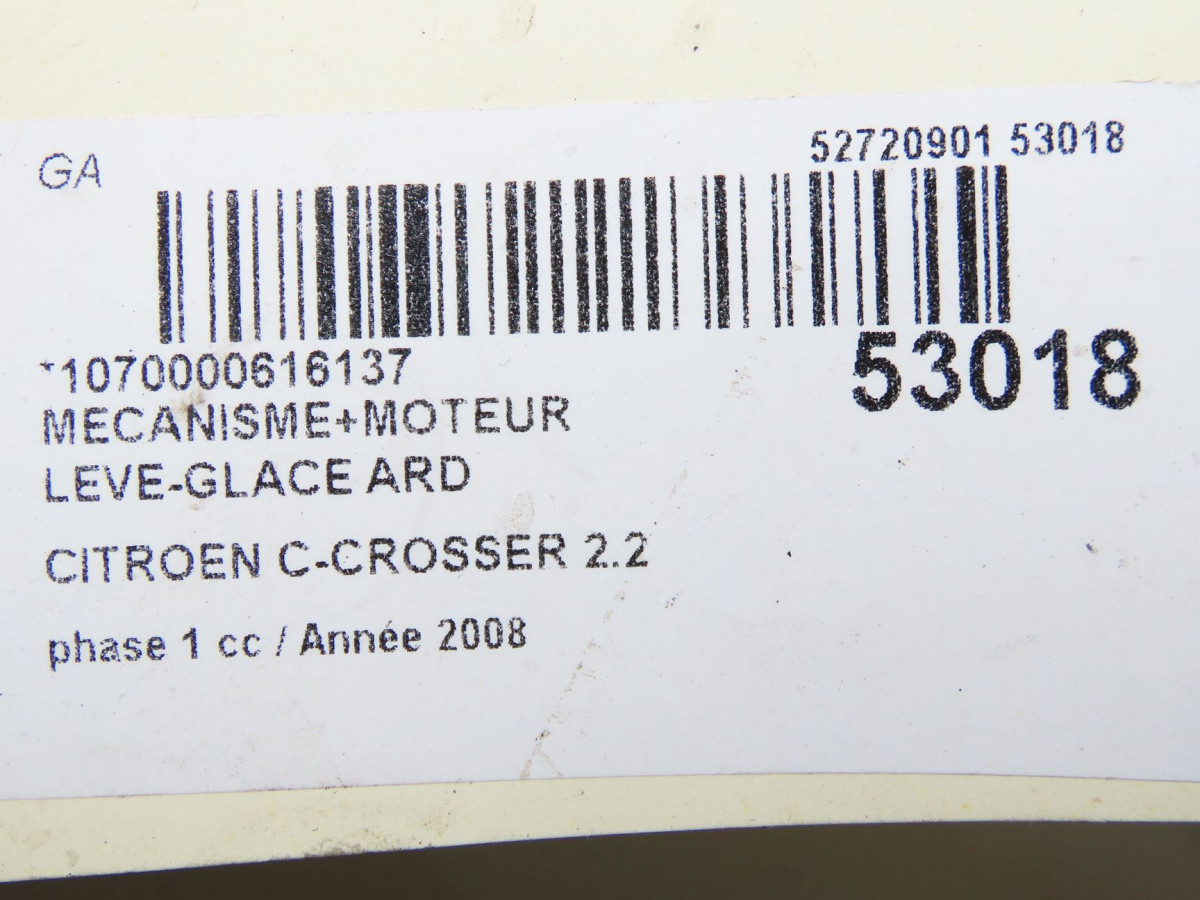 GA
52720901 53018
*1070000616137
53018
MECANISME+MOTEUR
LEVE-GLACE ARD
CITROEN C-CROSSER 2.2
phase 1 cc / Année 2008